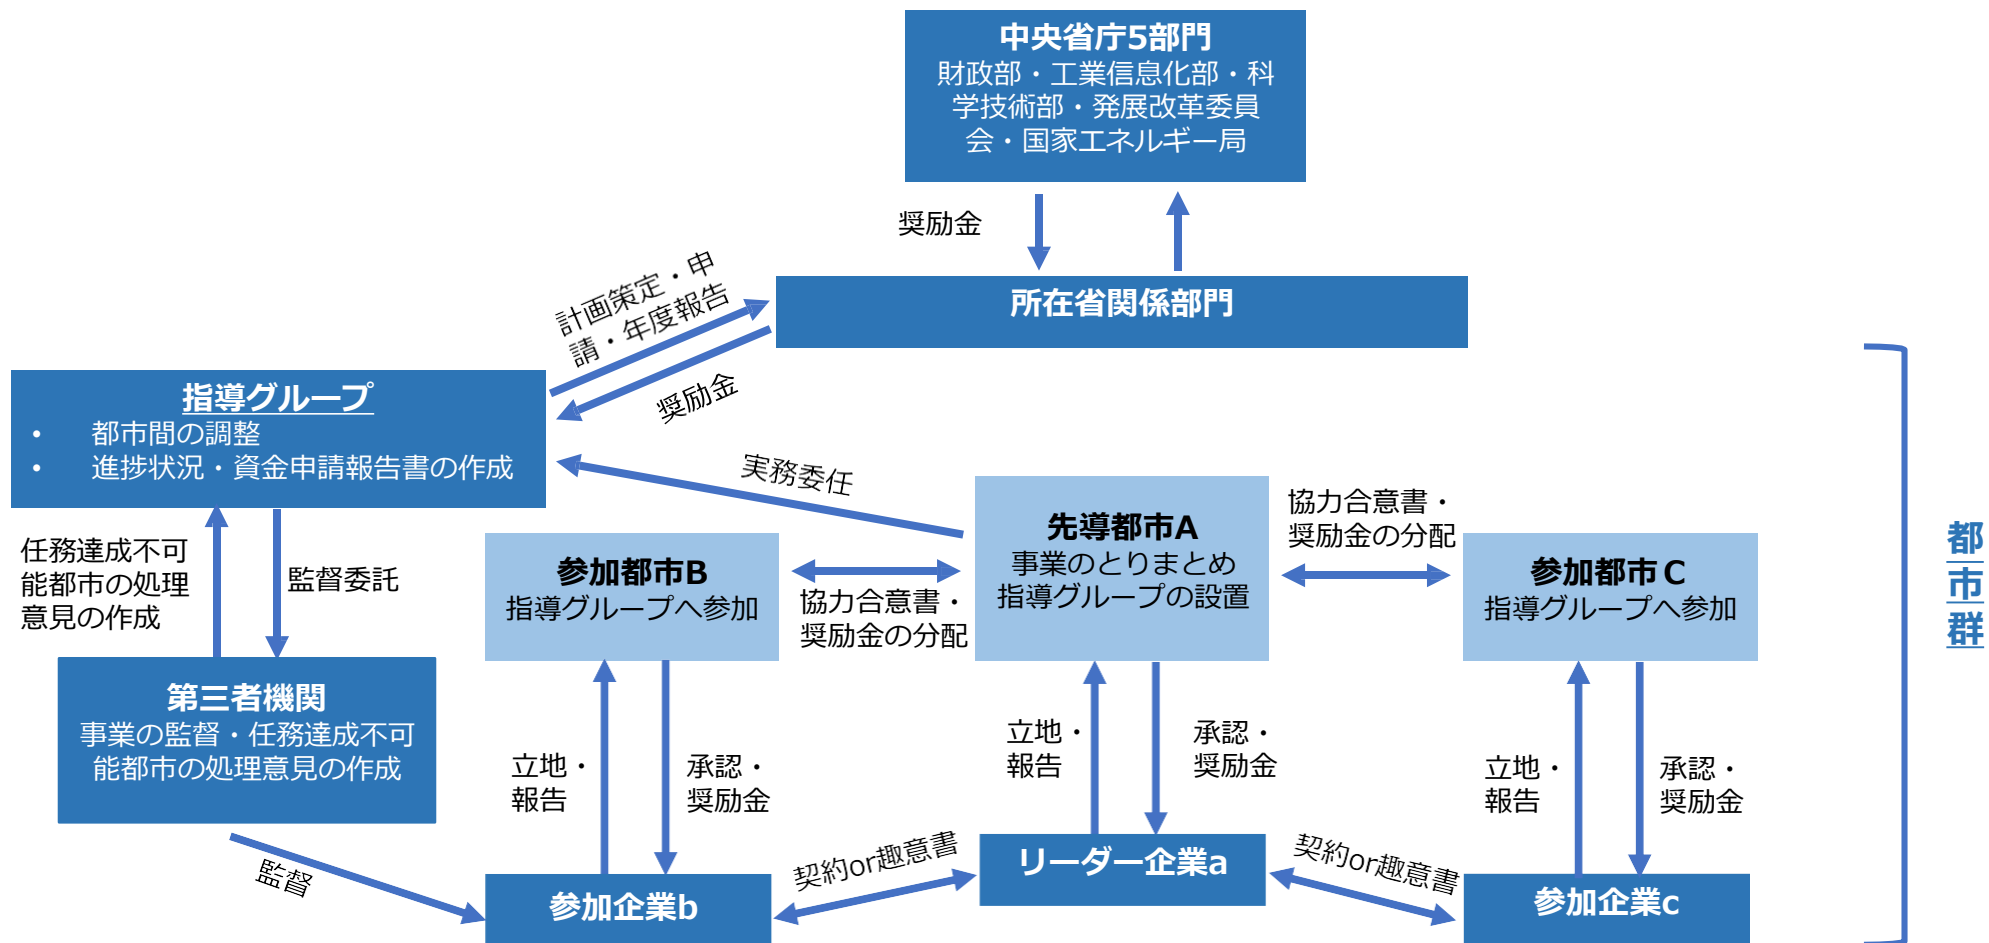 中央省庁5部門
財政部・工業信息化部・科
学技術部・発展改革委員
会・国家エネルギー局
奨励金
計画策定・申
請・年度報告
所在省関係部門
奨励金
指導グループ
• 都市間の調整
• 進捗状況・資金申請報告書の作成
実務委任
任務達成不可
能都市の処理
意見の作成
監督委託
参加都市B
指導グループへ参加
協力合意書・
奨励金の分配
先導都市A
事業のとりまとめ
指導グループの設置
協力合意書・
奨励金の分配
参加都市C
指導グループへ参加
都市群
第三者機関
事業の監督・任務達成不可
能都市の処理意見の作成
立地・
報告
承認・
奨励金
立地・
報告
承認・
奨励金
立地・
報告
承認・
奨励金
監督
参加企業b
契約or趣意書
リーダー企業a
契約or趣意書
参加企業c